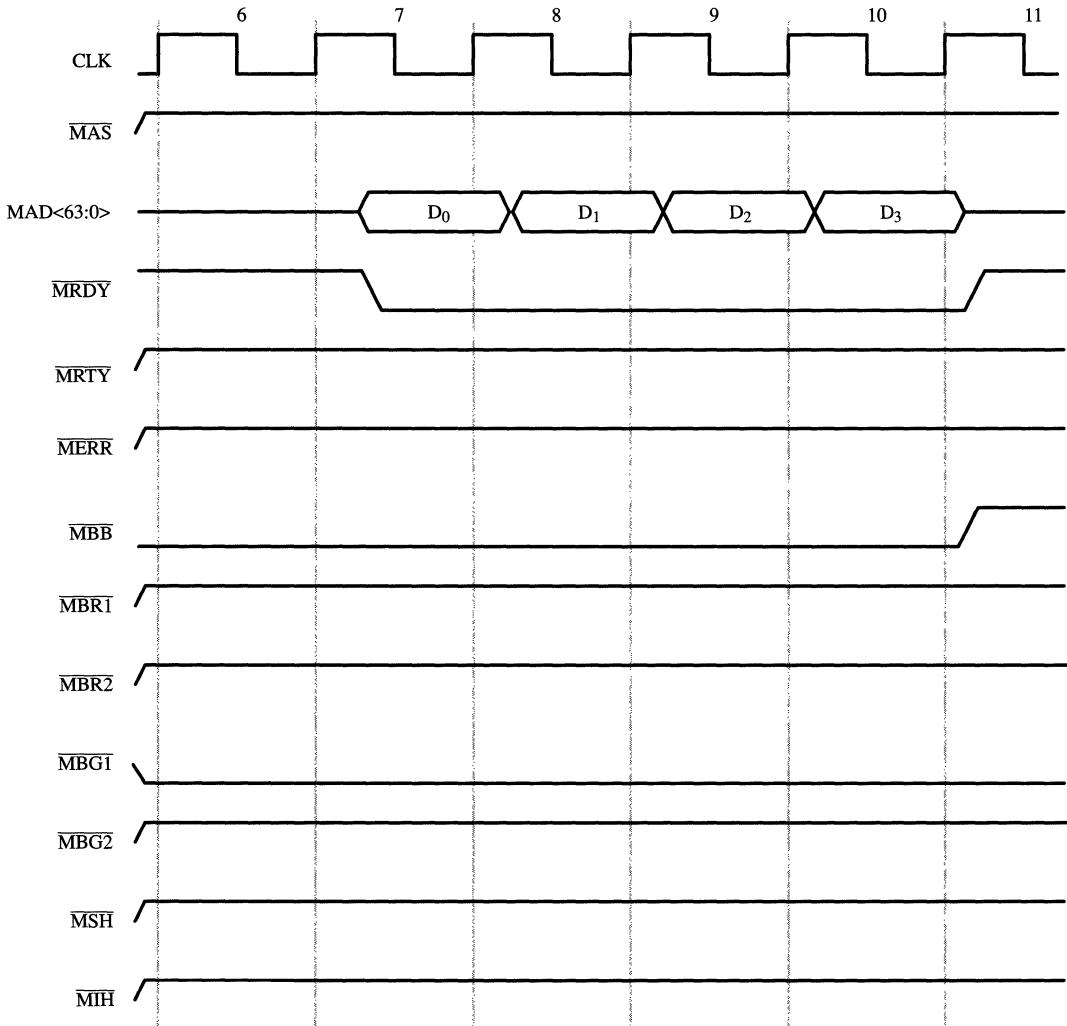 6 7 8 9 10 11
CLK
MAS
MAD<63:0> D0 D1 D2 D3
MRDY
MRTY
MERR
MBB
MBR1
MBR2
MBG1
MBG2
MSH
MIH